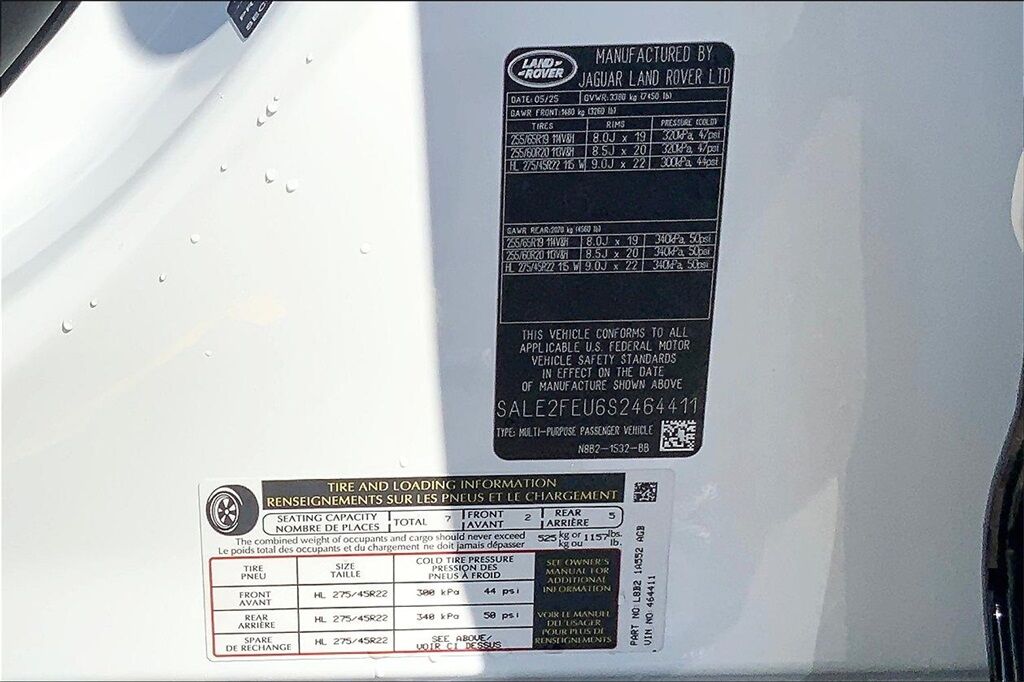 LAND ROVER
MANUFACTURED BY
JAGUAR LAND ROVER LTD
DATE: 05/25 GVWR: 3380 kg (7450 lb)
GAWR FRONT: 1480 kg (3260 lb)
TIRES RIMS PRESSURE (COLD)
255/65R19 114V&H 8.0J x 19 320kPa, 47psi
255/60R20 113V&H 8.5J x 20 320kPa, 47psi
HL 275/45R22 115 W 9.0J x 22 300kPa, 44psi
GAWR REAR: 2070 kg (4560 lb)
255/65R19 114V&H 8.0J x 19 340kPa, 50psi
255/60R20 113V&H 8.5J x 20 340kPa, 50psi
HL 275/45R22 115 W 9.0J x 22 340kPa, 50psi
THIS VEHICLE CONFORMS TO ALL
APPLICABLE U.S. FEDERAL MOTOR
VEHICLE SAFETY STANDARDS
IN EFFECT ON THE DATE
OF MANUFACTURE SHOWN ABOVE
SALE2FEU6S2464411
TYPE: MULTI-PURPOSE PASSENGER VEHICLE
N8B2-1532-BB
TIRE AND LOADING INFORMATION
RENSEIGNEMENTS SUR LES PNEUS ET LE CHARGEMENT
SEATING CAPACITY
NOMBRE DE PLACES
TOTAL 7
FRONT
AVANT
2
REAR
ARRIÈRE
5
The combined weight of occupants and cargo should never exceed
Le poids total des occupants et du chargement ne doit jamais dépasser
525 kg or 1157 lbs.
kg ou lb.
TIRE
PNEU
SIZE
TAILLE
COLD TIRE PRESSURE
PRESSION DES
PNEUS À FROID
FRONT
AVANT
HL 275/45R22 300 kPa 44 psi
REAR
ARRIÈRE
HL 275/45R22 340 kPa 50 psi
SPARE
DE RECHANGE
HL 275/45R22
SEE ABOVE/
VOIR CI DESSUS
SEE OWNER'S
MANUAL FOR
ADDITIONAL
INFORMATION
VOIR LE MANUEL
DE L'USAGER
POUR PLUS DE
RENSEIGNEMENTS
PART NO L8B2 1A552 AGB
VIN NO 464411